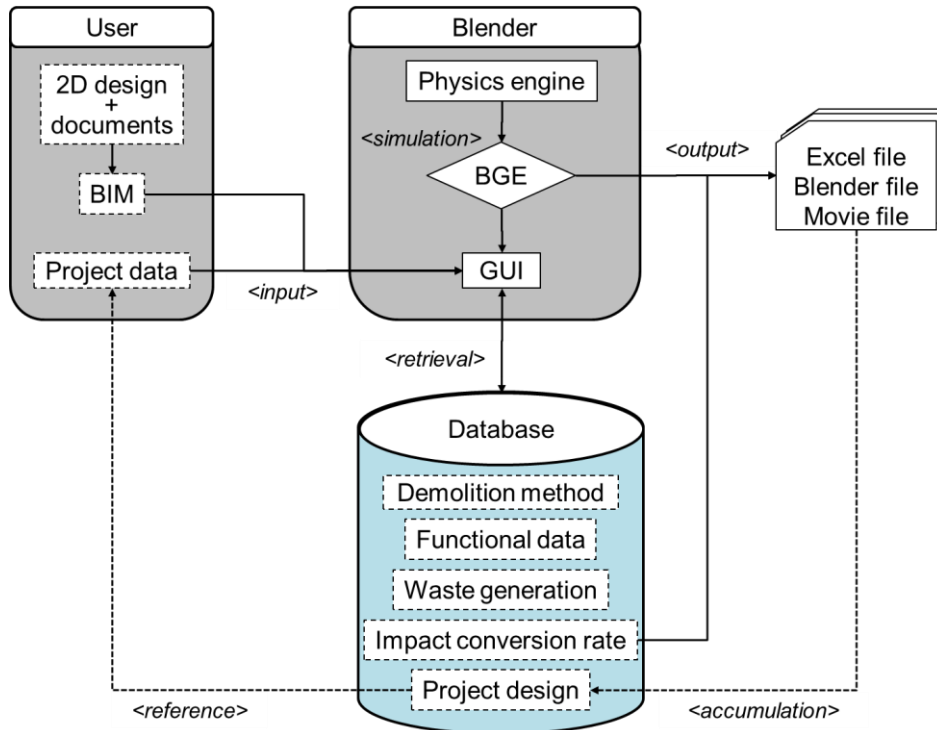 User
2D design
+
documents
BIM
Project data
<input>
Blender
Physics engine
<simulation>
BGE
GUI
<output>
Excel file
Blender file
Movie file
<retrieval>
Database
Demolition method
Functional data
Waste generation
Impact conversion rate
Project design
<reference>
<accumulation>